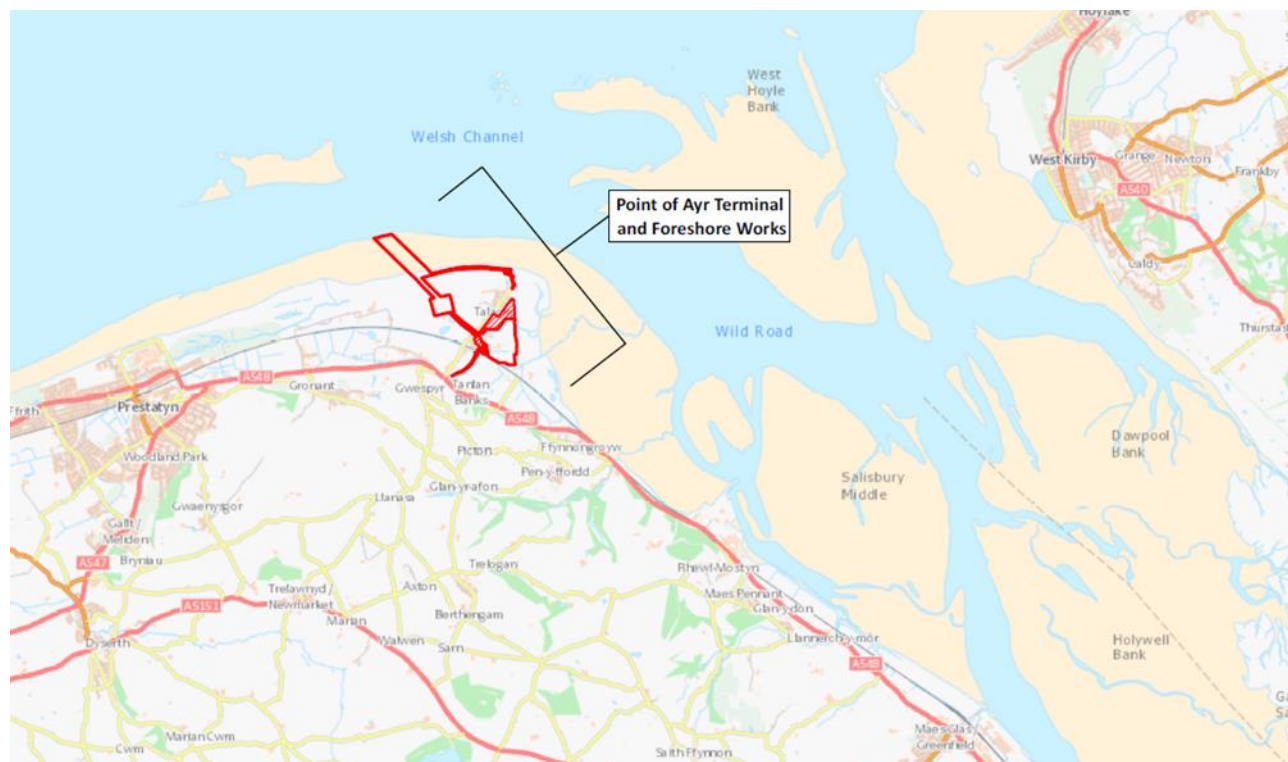 Hoylake
West
Hoyle
Bank
Welsh Channel
West Kirby
Grange
Newton
Frankby
A540
Point of Ayr Terminal
and Foreshore Works
Caldy
Wild Road
A548
Gronant
Gwespyr
Tanlan
Banks
A548
Ffrith
Prestatyn
Woodland Park
Picton
Ffynnongroyw
Pen-y-ffordd
Glan-yr-afon
Llanasa
Gwaenysgor
Dawpool
Bank
Salisbury
Middle
Gallt /
Meliden
Bryniau
A547
Trelogan
Rhewl-Mostyn
Axton
Trelawnyd /
Newmarket
Maes Pennant
Glan-y-don
A5151
Marian
Berthengam
Walwen
Sarn
Llannerch-y-mor
Dyserth
A548
Holywell
Bank
Marian Cwm
Cwm
Saith Ffynnon
Maes-Glas /
Greenfield